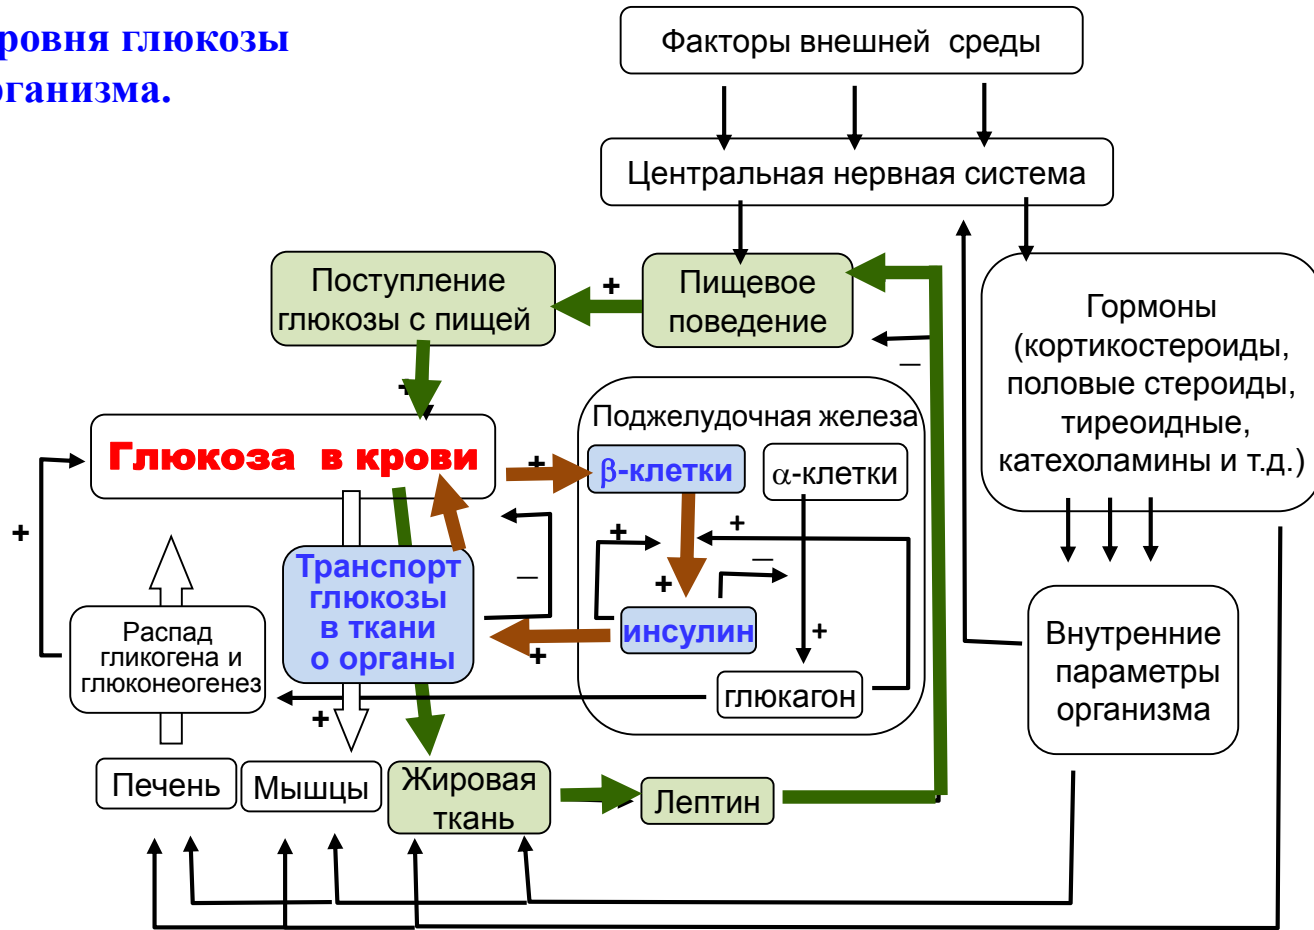 ровня глюкозы
рганизма.
Факторы внешней среды
Центральная нервная система
Поступление
глюкозы с пищей
+
Пищевое
поведение
Гормоны
(кортикостероиды,
половые стероиды,
тиреоидные,
катехоламины и т.д.)
+
–
Поджелудочная железа
Глюкоза в крови
+
β-клетки
α-клетки
+
+
+
–
–
+
+
Транспорт
глюкозы
в ткани
о органы
инсулин
+
+
Распад
гликогена и
глюконеогенез
глюкагон
Внутренние
параметры
организма
+
Печень
Мышцы
Жировая
ткань
Лептин